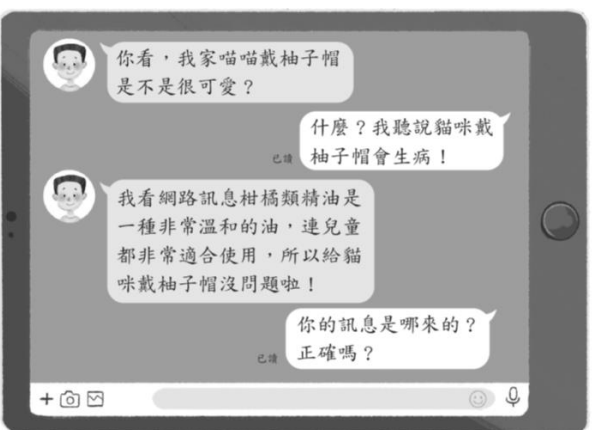 你看，我家喵喵戴柚子帽
是不是很可愛？
什麼？我聽說貓咪戴
柚子帽會生病！
已讀
我看網路訊息柑橘類精油是
一種非常溫和的油，連兒童
都非常適合使用，所以給貓
咪戴柚子帽沒問題啦！
你的訊息是哪來的？
正確嗎？
已讀